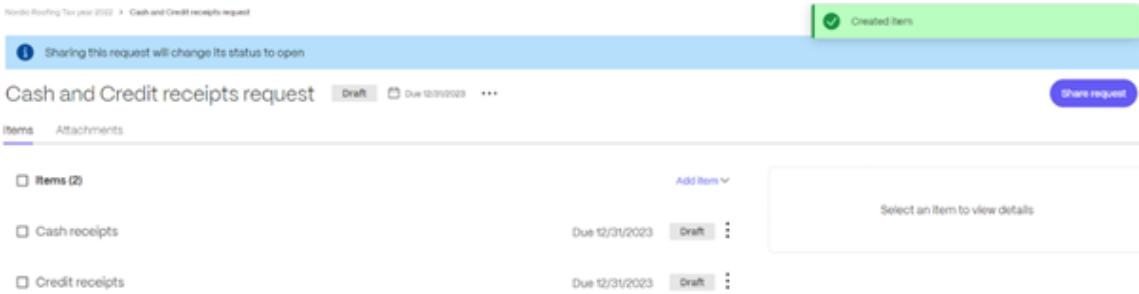 Nordic Roofing Tax year 2022 > Cash and Credit receipts request
Created item
Sharing this request will change its status to open
Cash and Credit receipts request Draft Due 12/31/2023
Share request
Items Attachments
Items (2) Add item
Select an item to view details
Cash receipts Due 12/31/2023 Draft
Credit receipts Due 12/31/2023 Draft